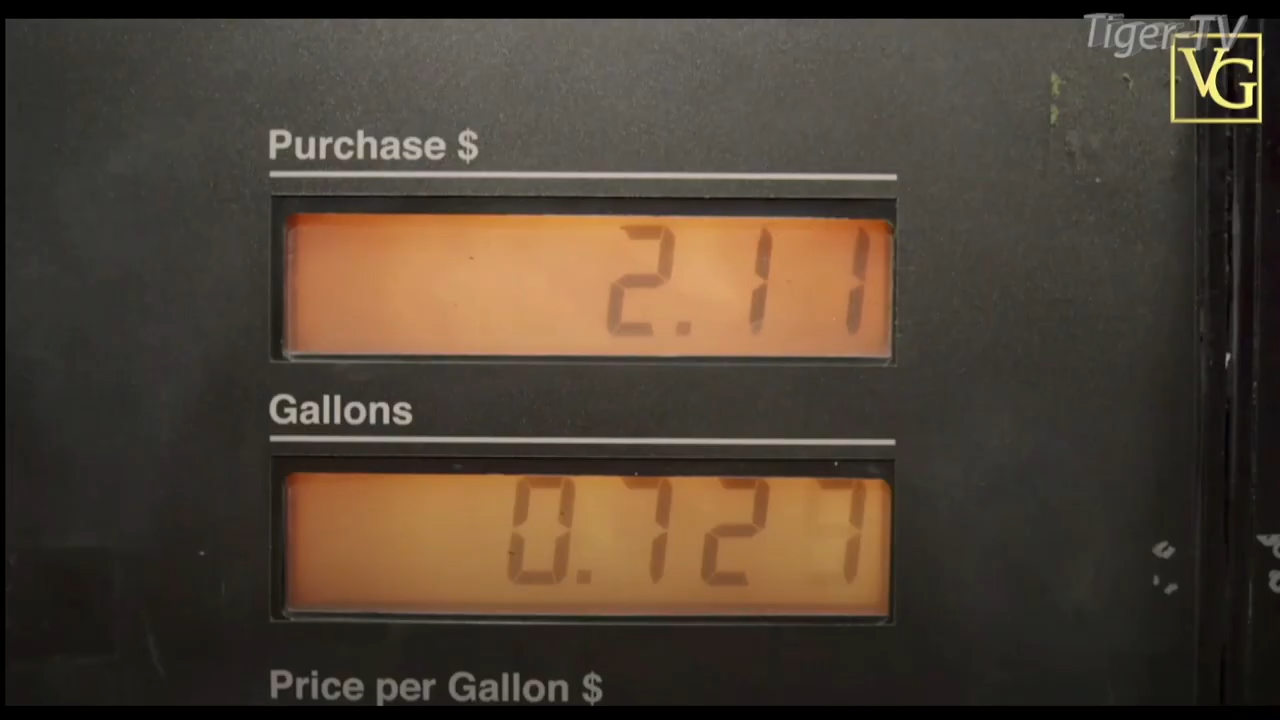 Tiger-TV
VG
Purchase $
2.11
Gallons
0.727
Price per Gallon $